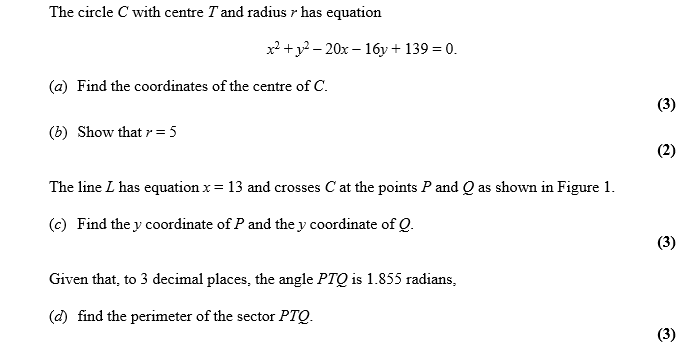 The circle C with centre T and radius r has equation
x² + y² – 20x – 16y + 139 = 0.
(a) Find the coordinates of the centre of C.
(3)
(b) Show that r = 5
(2)
The line L has equation x = 13 and crosses C at the points P and Q as shown in Figure 1.
(c) Find the y coordinate of P and the y coordinate of Q.
(3)
Given that, to 3 decimal places, the angle PTQ is 1.855 radians,
(d) find the perimeter of the sector PTQ.
(3)